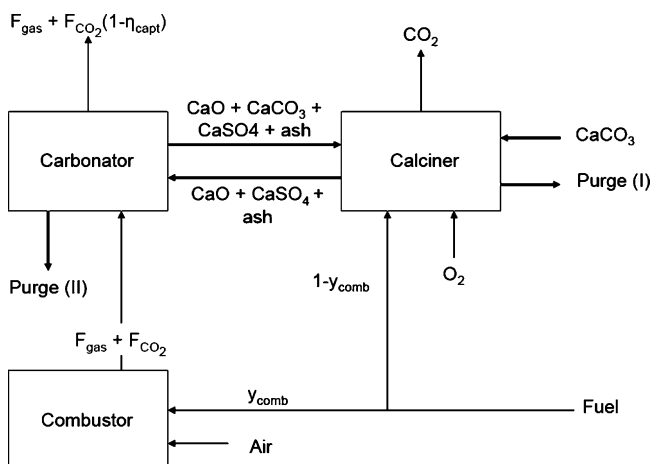 F_gas + F_CO₂(1-η_capt)
CO₂
CaO + CaCO₃ +
CaSO4 + ash
Carbonator
Calciner
CaCO₃
CaO + CaSO₄ +
ash
Purge (I)
O₂
Purge (II)
1-y_comb
F_gas + F_CO₂
y_comb
Fuel
Combustor
Air